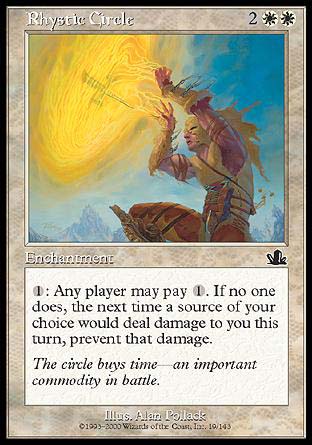 Rhystic Circle 2
Enchantment
1: Any player may pay 1. If no one
does, the next time a source of your
choice would deal damage to you this
turn, prevent that damage.
The circle buys time—an important
commodity in battle.
Illus. Alan Pollack
©1993-2000 Wizards of the Coast, Inc. 19/143